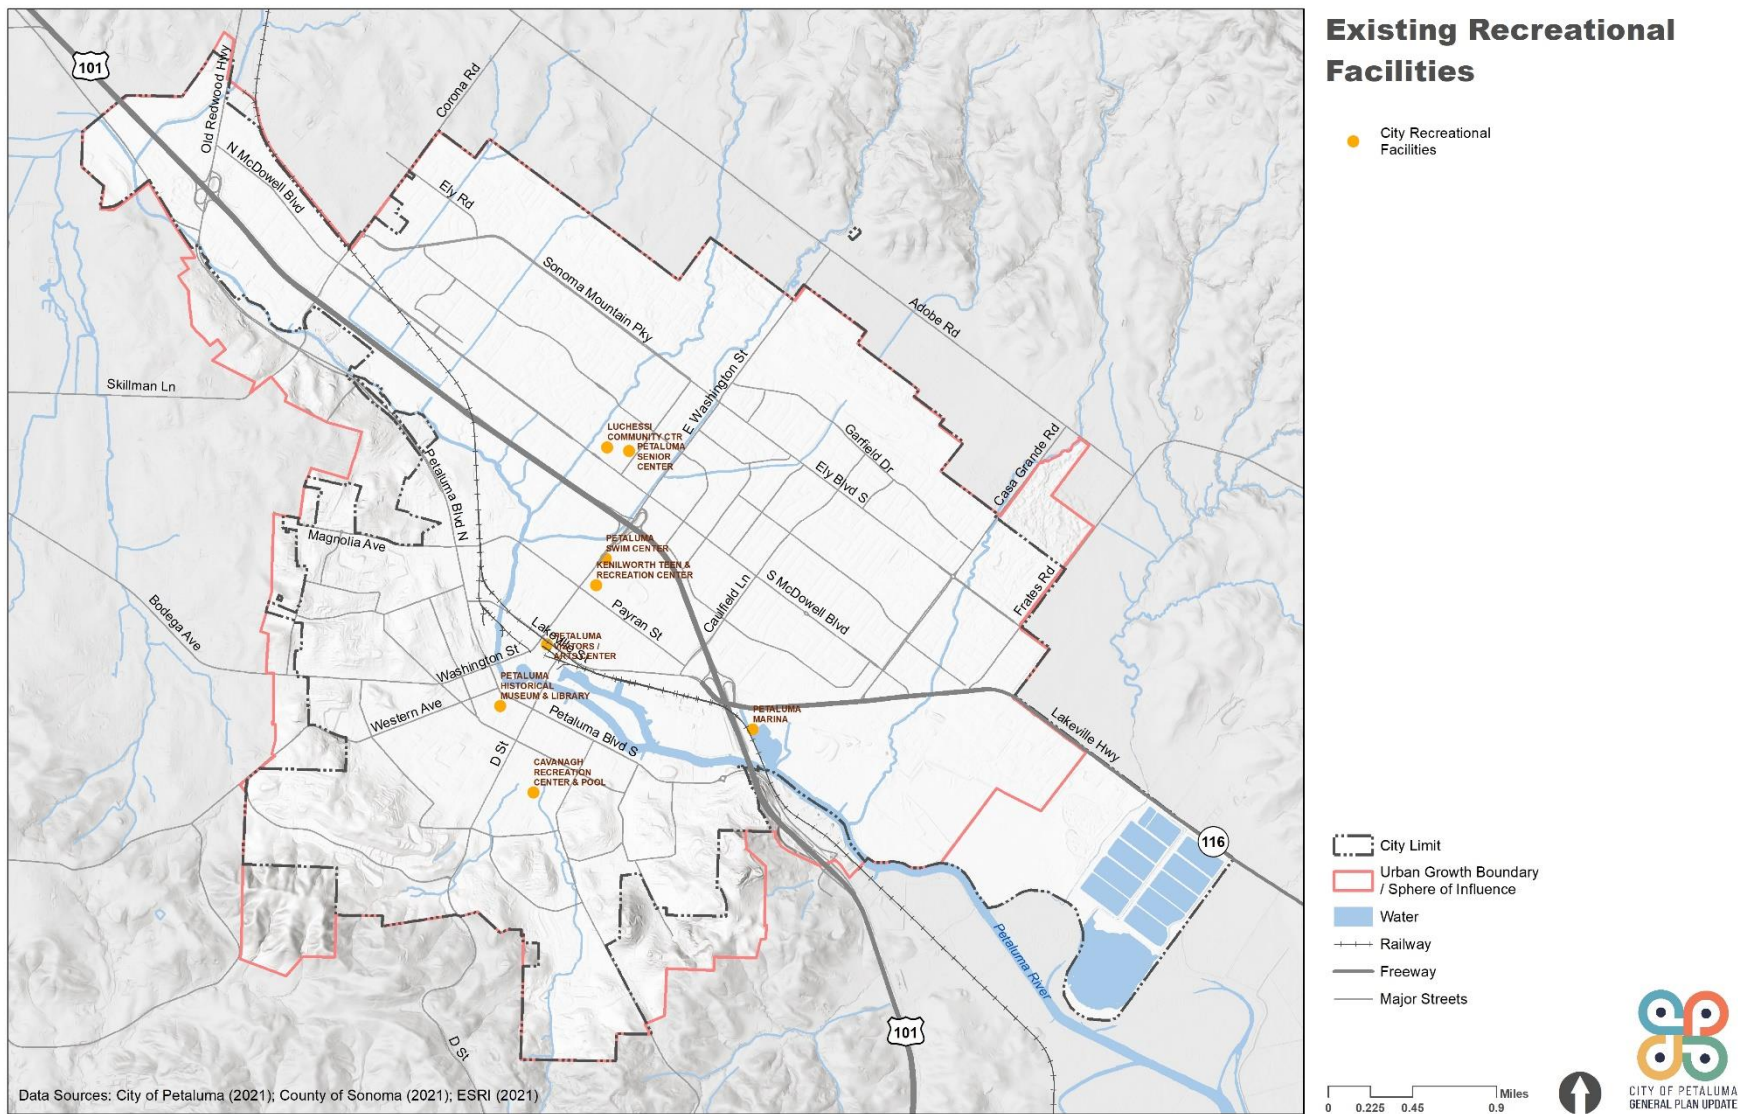 Existing Recreational
Facilities
City Recreational
Facilities
101
Old Redwood Hwy
N McDowell Blvd
Corona Rd
Ely Rd
Sonoma Mountain Pky
E Washington St
Adobe Rd
Skillman Ln
Petaluma Blvd N
LUCHESSI
COMMUNITY CTR
PETALUMA
SENIOR
CENTER
Garfield Dr
Ely Blvd S
Casa Grande Rd
Magnolia Ave
PETALUMA
SWIM CENTER
KENILWORTH TEEN &
RECREATION CENTER
Bodega Ave
Payran St
Caulfield Ln
S McDowell Blvd
Frates Rd
Lakeville St
PETALUMA
VISITORS /
ARTS CENTER
Washington St
PETALUMA
HISTORICAL
MUSEUM & LIBRARY
Western Ave
Petaluma Blvd S
D St
PETALUMA
MARINA
Lakeville Hwy
CAVANAGH
RECREATION
CENTER & POOL
116
Petaluma River
101
D St
Data Sources: City of Petaluma (2021); County of Sonoma (2021); ESRI (2021)
City Limit
Urban Growth Boundary
/ Sphere of Influence
Water
Railway
Freeway
Major Streets
Miles
0 0.225 0.45 0.9
CITY OF PETALUMA
GENERAL PLAN UPDATE